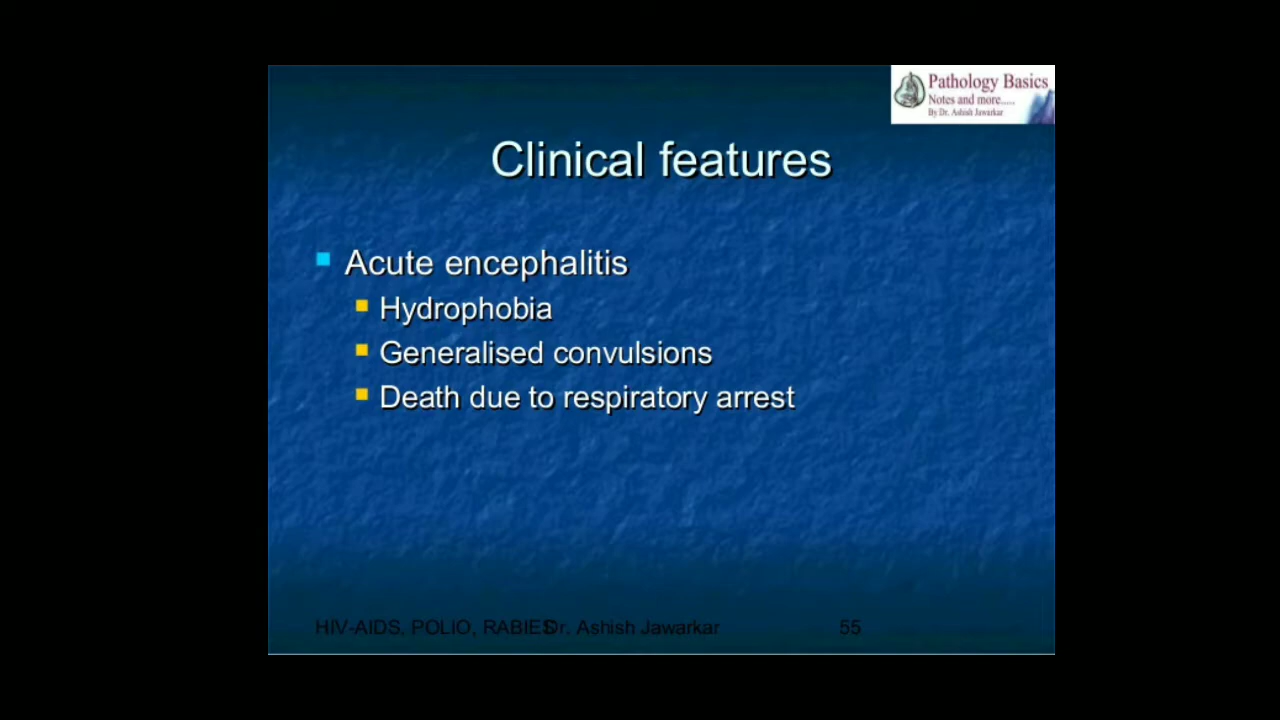 Pathology Basics
Notes and more.....
By Dr. Ashish Jawarkar
Clinical features
Acute encephalitis
Hydrophobia
Generalised convulsions
Death due to respiratory arrest
HIV-AIDS, POLIO, RABIES Dr. Ashish Jawarkar 55